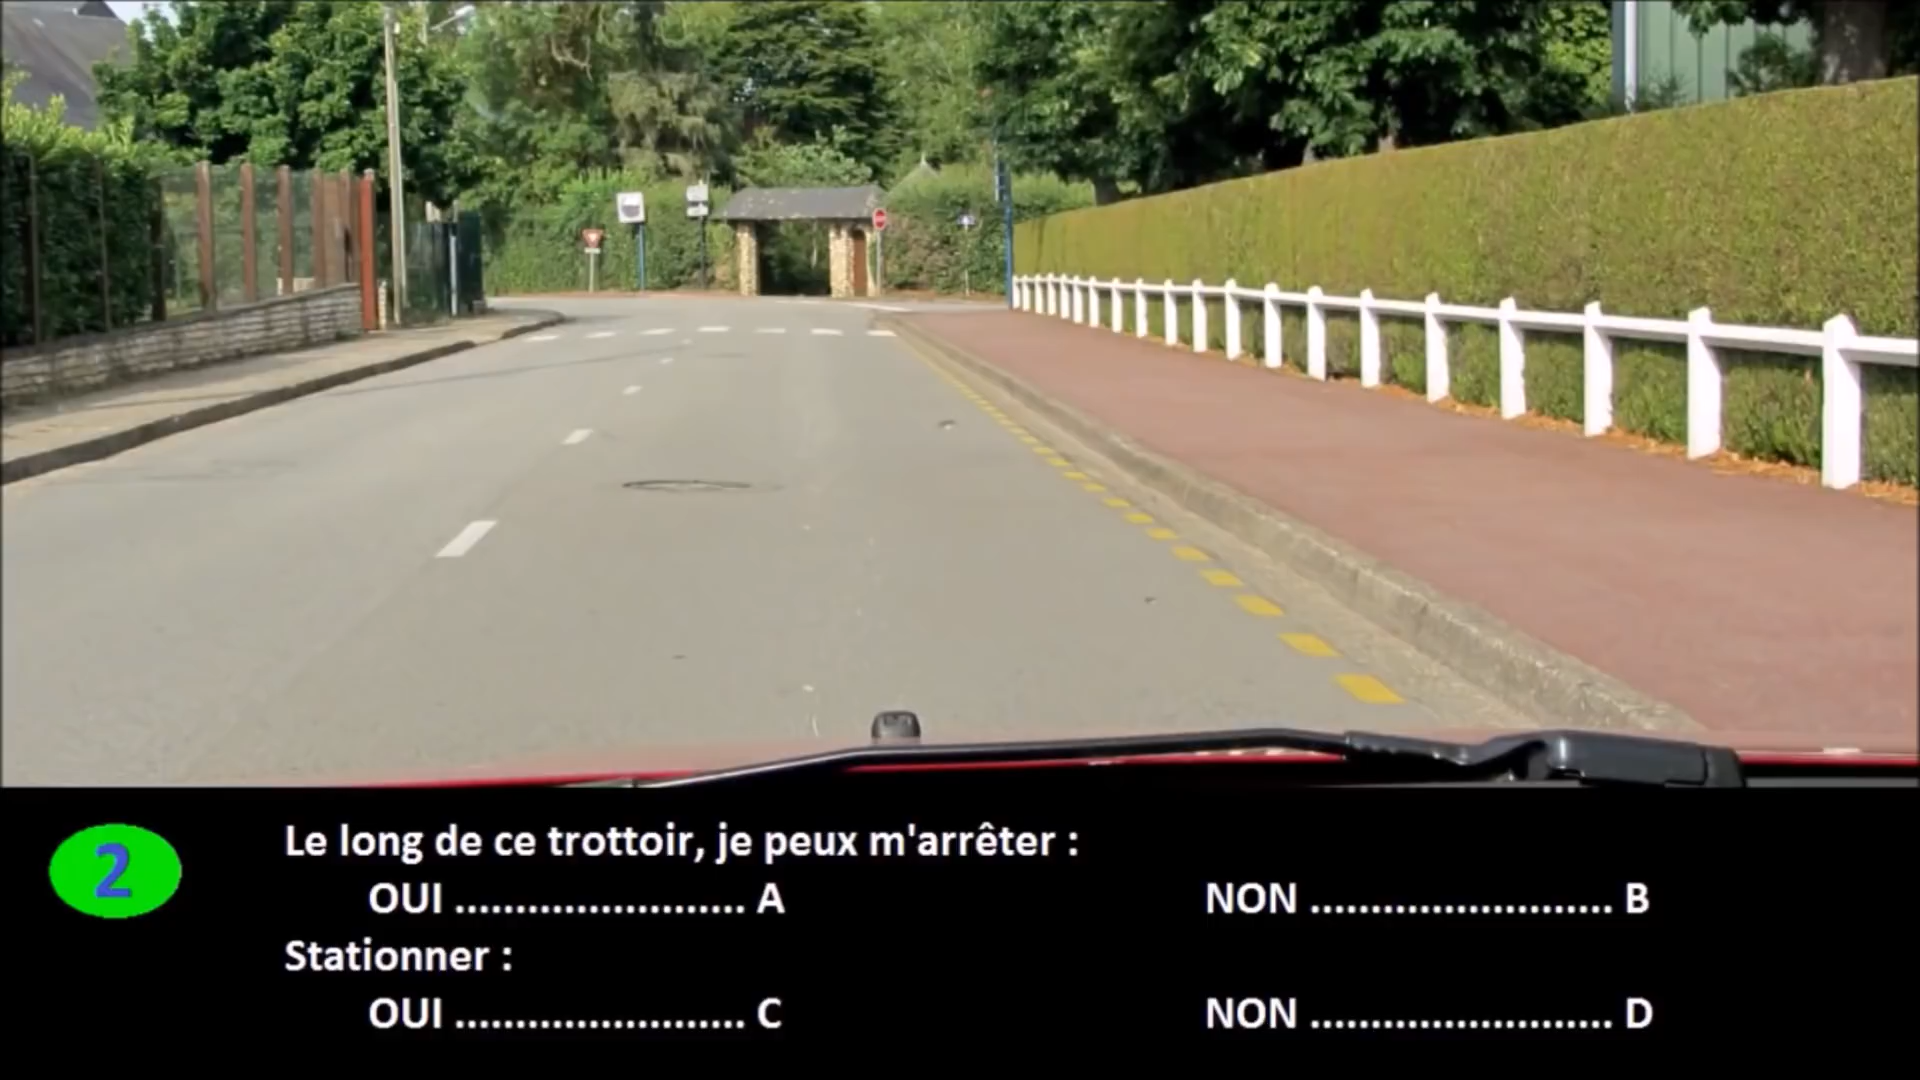 2
Le long de ce trottoir, je peux m'arrêter :
OUI ........................ A
NON ......................... B
Stationner :
OUI ........................ C
NON ......................... D